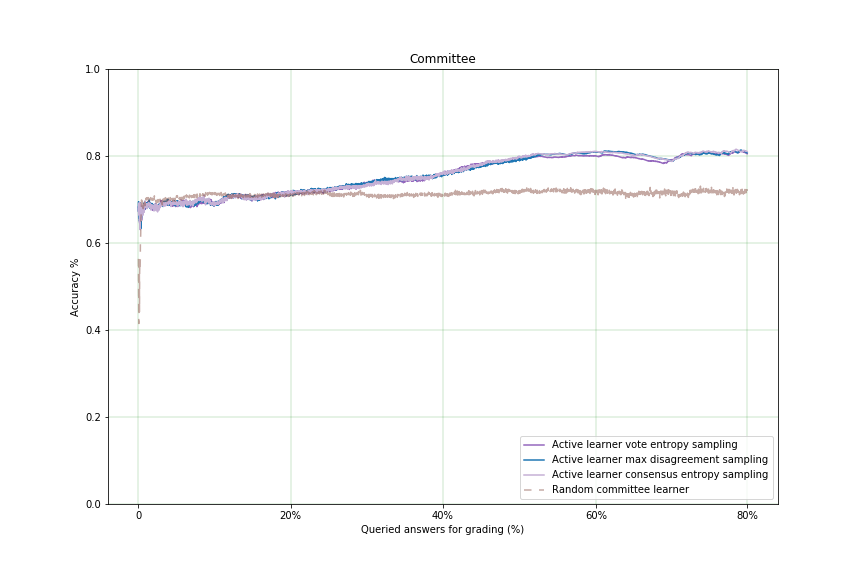 Committee
1.0
0.8
0.6
0.4
0.2
0.0
Accuracy %
0
20%
40%
60%
80%
Queried answers for grading (%)
Active learner vote entropy sampling
Active learner max disagreement sampling
Active learner consensus entropy sampling
Random committee learner